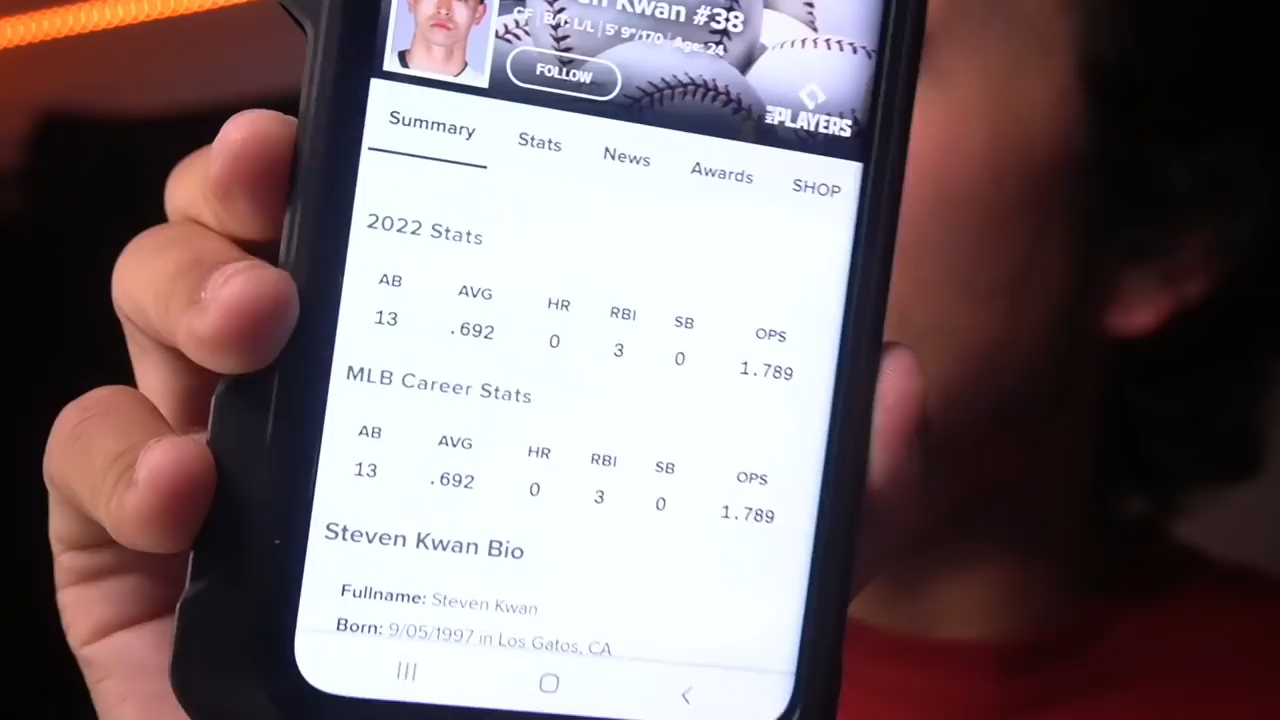 Kwan #38
CF | B/T: L/L | 5' 9"/170 | Age: 24
FOLLOW
PLAYERS
Summary Stats News Awards SHOP
2022 Stats
AB AVG HR RBI SB OPS
13 .692 0 3 0 1.789
MLB Career Stats
AB AVG HR RBI SB OPS
13 .692 0 3 0 1.789
Steven Kwan Bio
Fullname: Steven Kwan
Born: 9/05/1997 in Los Gatos, CA